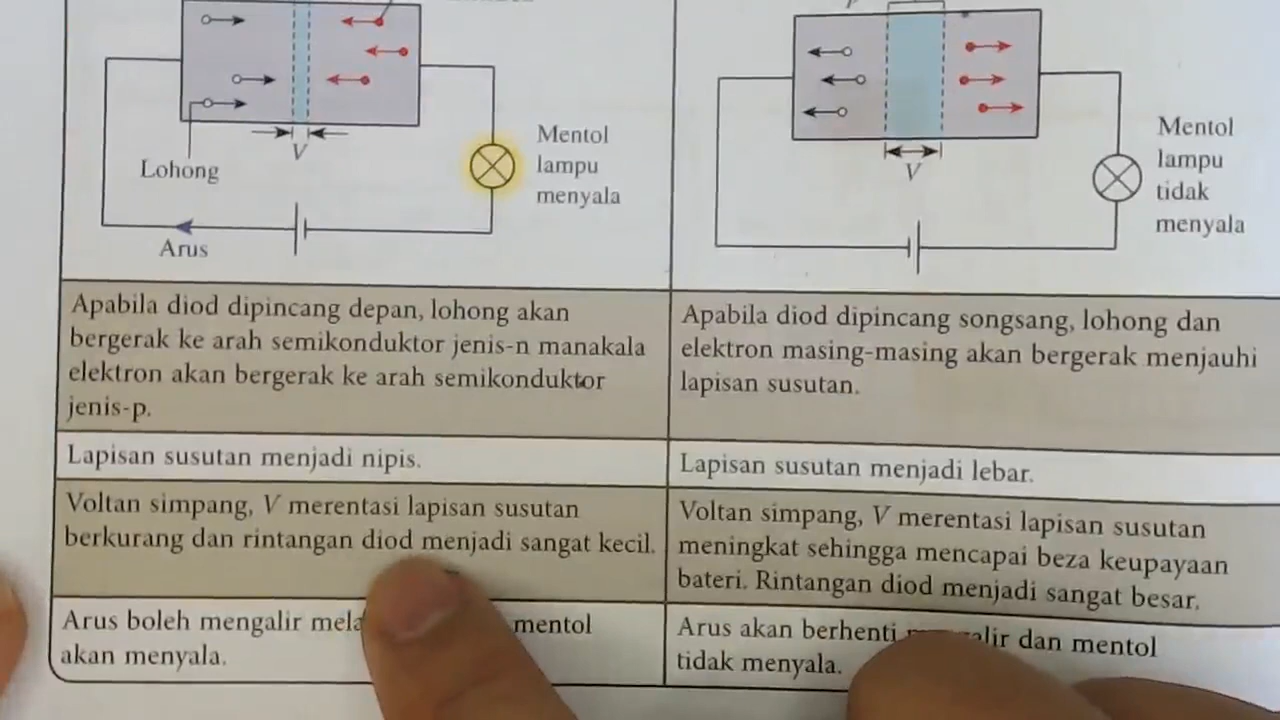 Lohong
V
Mentol
lampu
menyala
Arus
V
Mentol
lampu
tidak
menyala
Apabila diod dipincang depan, lohong akan
bergerak ke arah semikonduktor jenis-n manakala
elektron akan bergerak ke arah semikonduktor
jenis-p.
Apabila diod dipincang songsang, lohong dan
elektron masing-masing akan bergerak menjauhi
lapisan susutan.
Lapisan susutan menjadi nipis.
Lapisan susutan menjadi lebar.
Voltan simpang, V merentasi lapisan susutan
berkurang dan rintangan diod menjadi sangat kecil.
Voltan simpang, V merentasi lapisan susutan
meningkat sehingga mencapai beza keupayaan
bateri. Rintangan diod menjadi sangat besar.
Arus boleh mengalir mentol
akan menyala.
Arus akan berhenti dan mentol
tidak menyala.